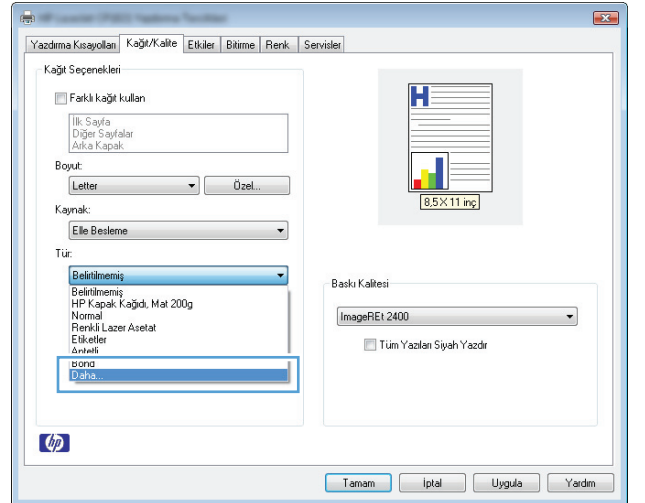 Yazdırma Kısayolları
Kağıt/Kalite
Etkiler
Bitirme
Renk
Servisler
Kağıt Seçenekleri
Farklı kağıt kullan
İlk Sayfa
Diğer Sayfalar
Arka Kapak
Boyut:
Letter
Özel...
Kaynak:
Elle Besleme
Tür:
Belirtilmemiş
Belirtilmemiş
HP Kapak Kağıdı, Mat 200g
Normal
Renkli Lazer Asetat
Etiketler
Antetli
Bond
Daha...
8,5 X 11 inç
Baskı Kalitesi
ImageREt 2400
Tüm Yazıları Siyah Yazdır
hp
Tamam
İptal
Uygula
Yardım